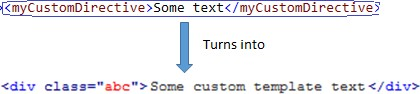 <myCustomDirective>Some text</myCustomDirective>
Turns into
<div class="abc">Some custom template text</div>